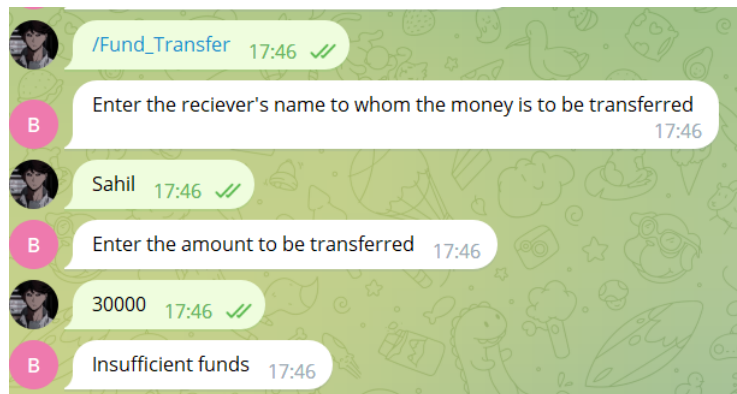 /Fund_Transfer 17:46
Enter the reciever's name to whom the money is to be transferred
17:46
B
Sahil 17:46
Enter the amount to be transferred 17:46
B
30000 17:46
Insufficient funds 17:46
B